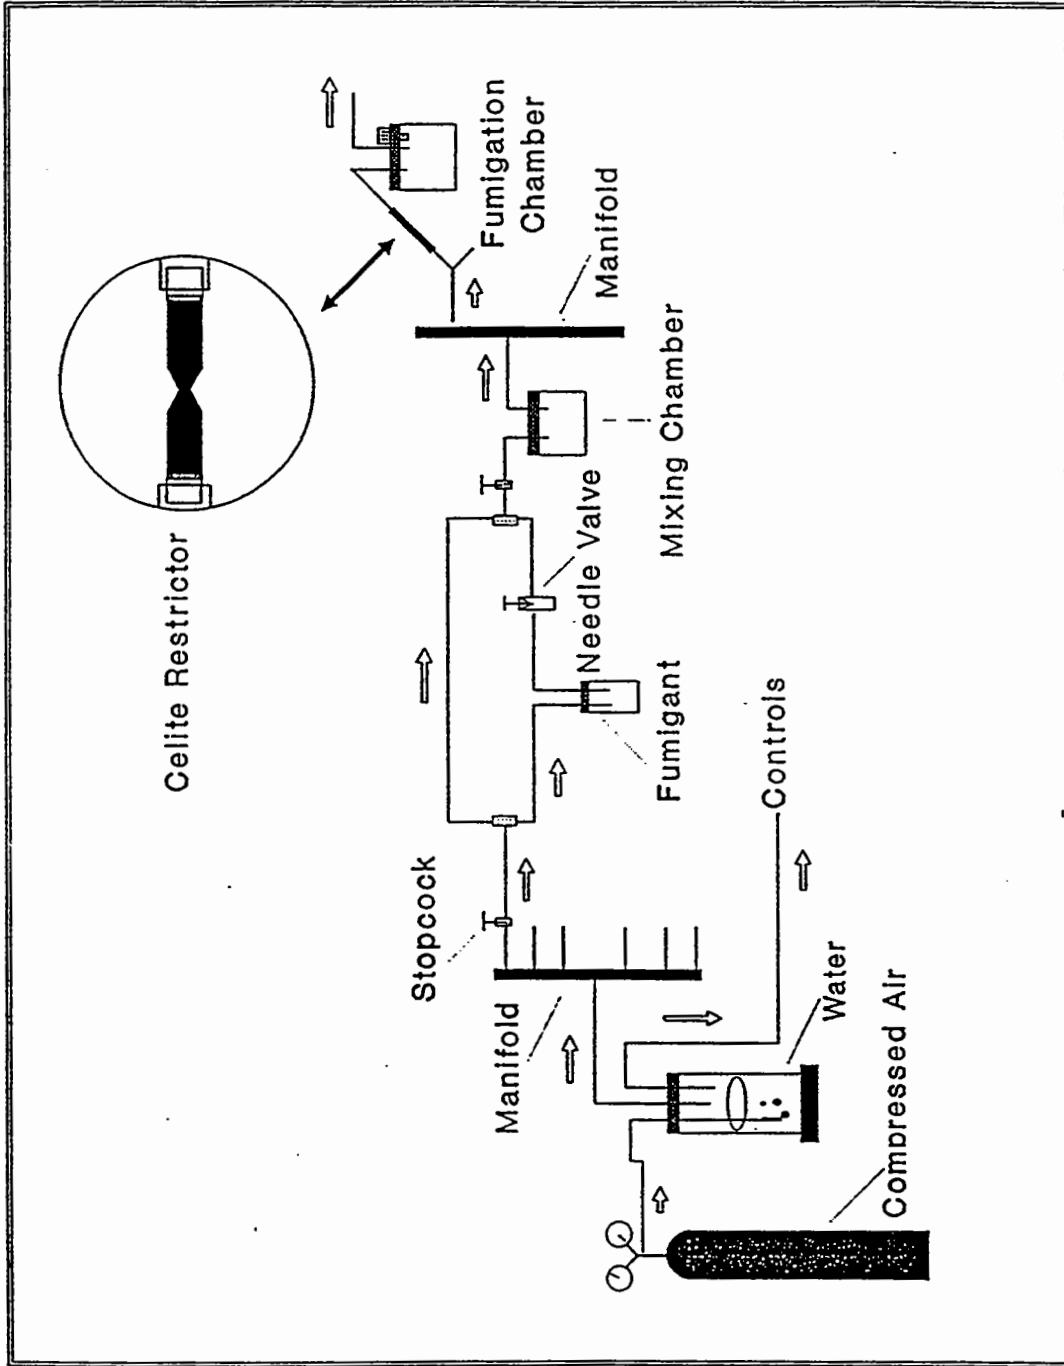 Celite Restrictor
Fumigation
Chamber
Manifold
Mixing Chamber
Needle Valve
Fumigant
Stopcock
Manifold
Controls
Water
Compressed Air